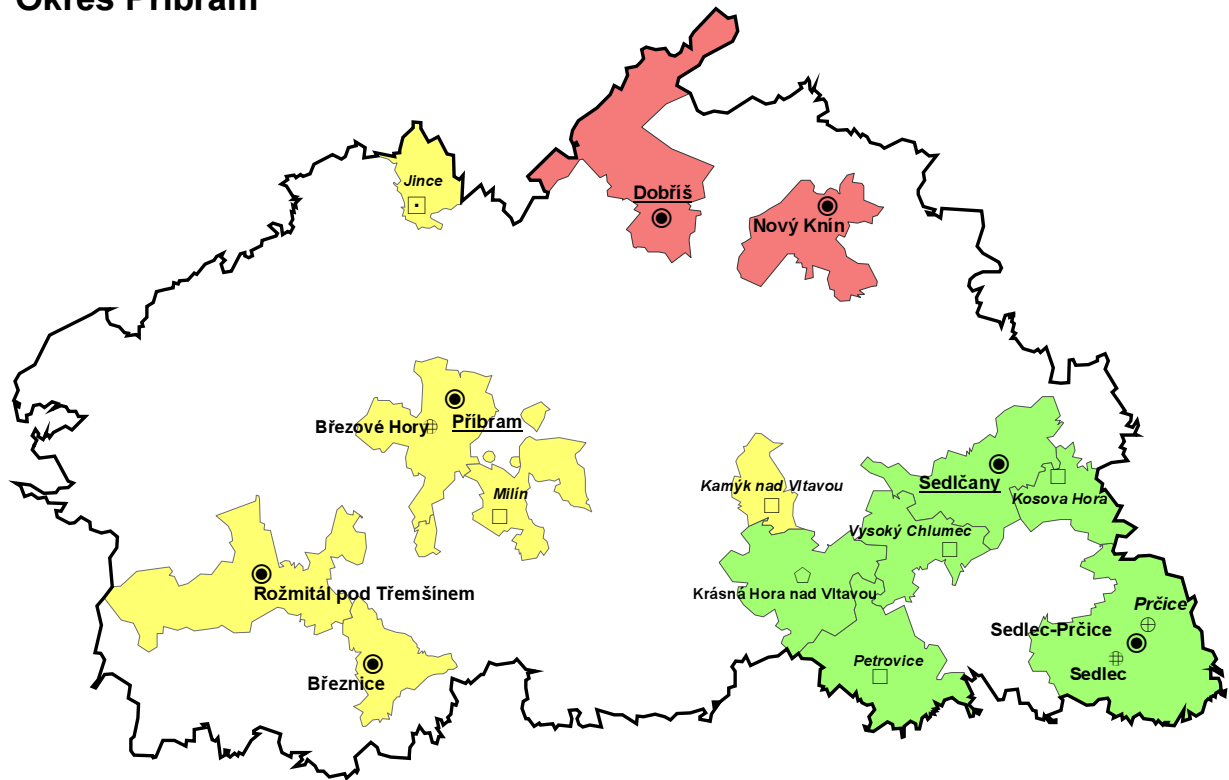 Okres Příbram
Jince
Dobříš
Nový Knín
Březové Hory
Příbram
Milín
Kamýk nad Vltavou
Sedlčany
Kosova Hora
Vysoký Chlumec
Rožmitál pod Třemšínem
Krásná Hora nad Vltavou
Prčice
Sedlec-Prčice
Petrovice
Sedlec
Březnice